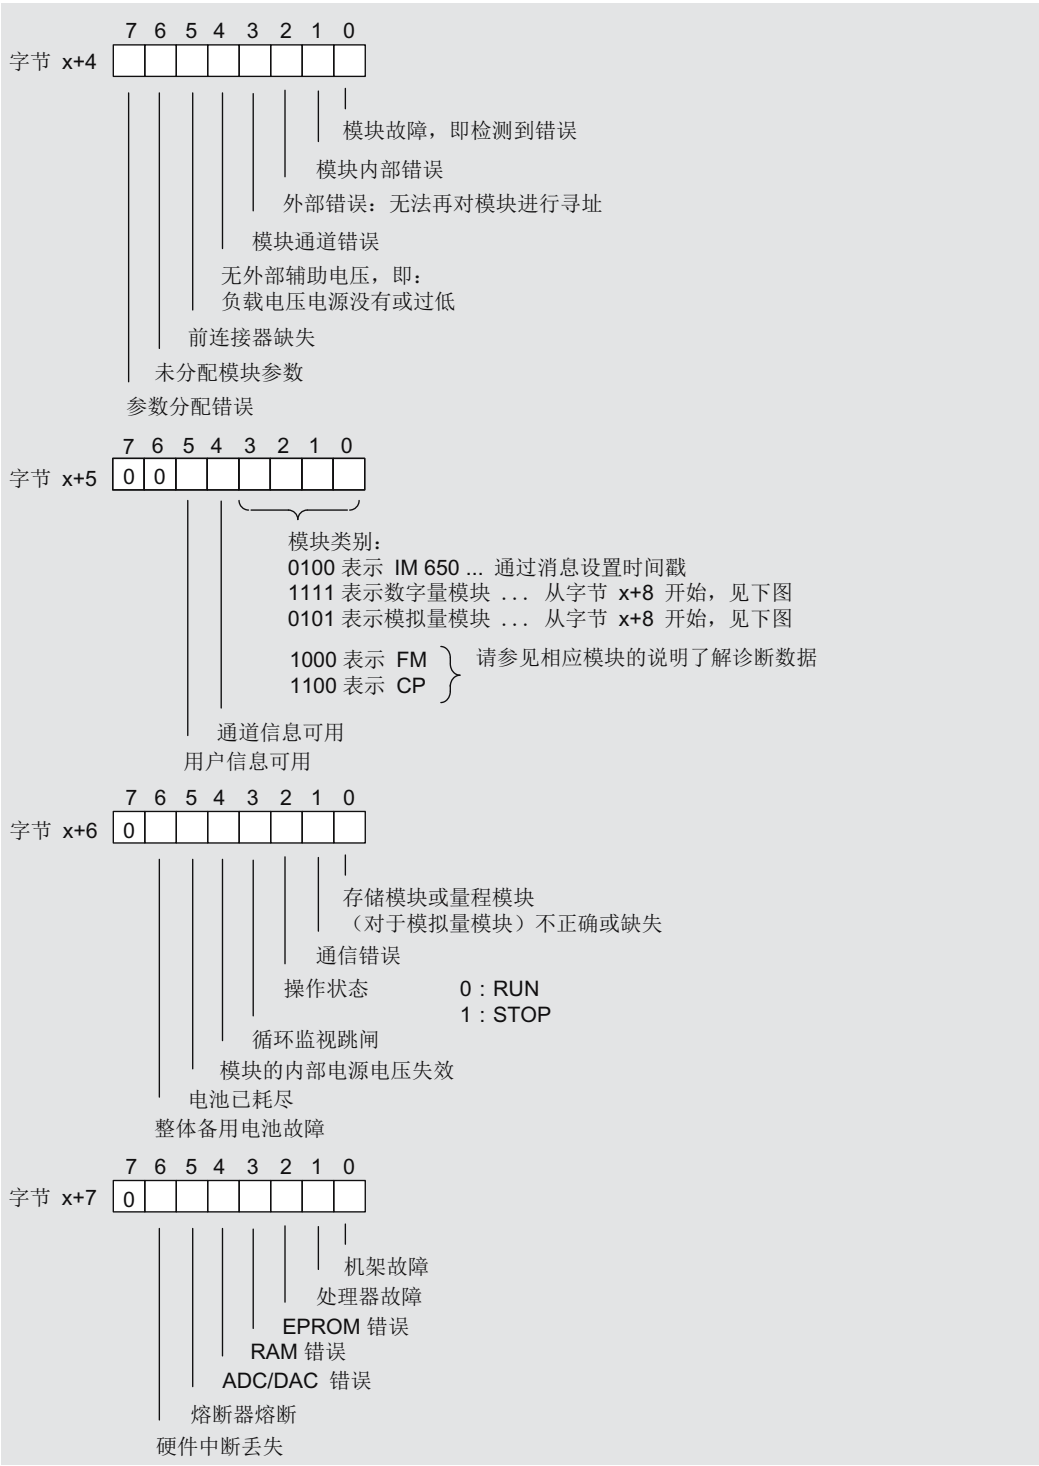 7 6 5 4 3 2 1 0
字节 x+4
模块故障，即检测到错误
模块内部错误
外部错误：无法再对模块进行寻址
模块通道错误
无外部辅助电压，即：
负载电压电源没有或过低
前连接器缺失
未分配模块参数
参数分配错误
7 6 5 4 3 2 1 0
字节 x+5 0 0
模块类别：
0100 表示 IM 650 ... 通过消息设置时间戳
1111 表示数字量模块 ... 从字节 x+8 开始，见下图
0101 表示模拟量模块 ... 从字节 x+8 开始，见下图
1000 表示 FM 请参见相应模块的说明了解诊断数据
1100 表示 CP
通道信息可用
用户信息可用
7 6 5 4 3 2 1 0
字节 x+6 0
存储模块或量程模块
（对于模拟量模块）不正确或缺失
通信错误
操作状态 0：RUN
1：STOP
循环监视跳闸
模块的内部电源电压失效
电池已耗尽
整体备用电池故障
7 6 5 4 3 2 1 0
字节 x+7 0
机架故障
处理器故障
EPROM 错误
RAM 错误
ADC/DAC 错误
熔断器熔断
硬件中断丢失